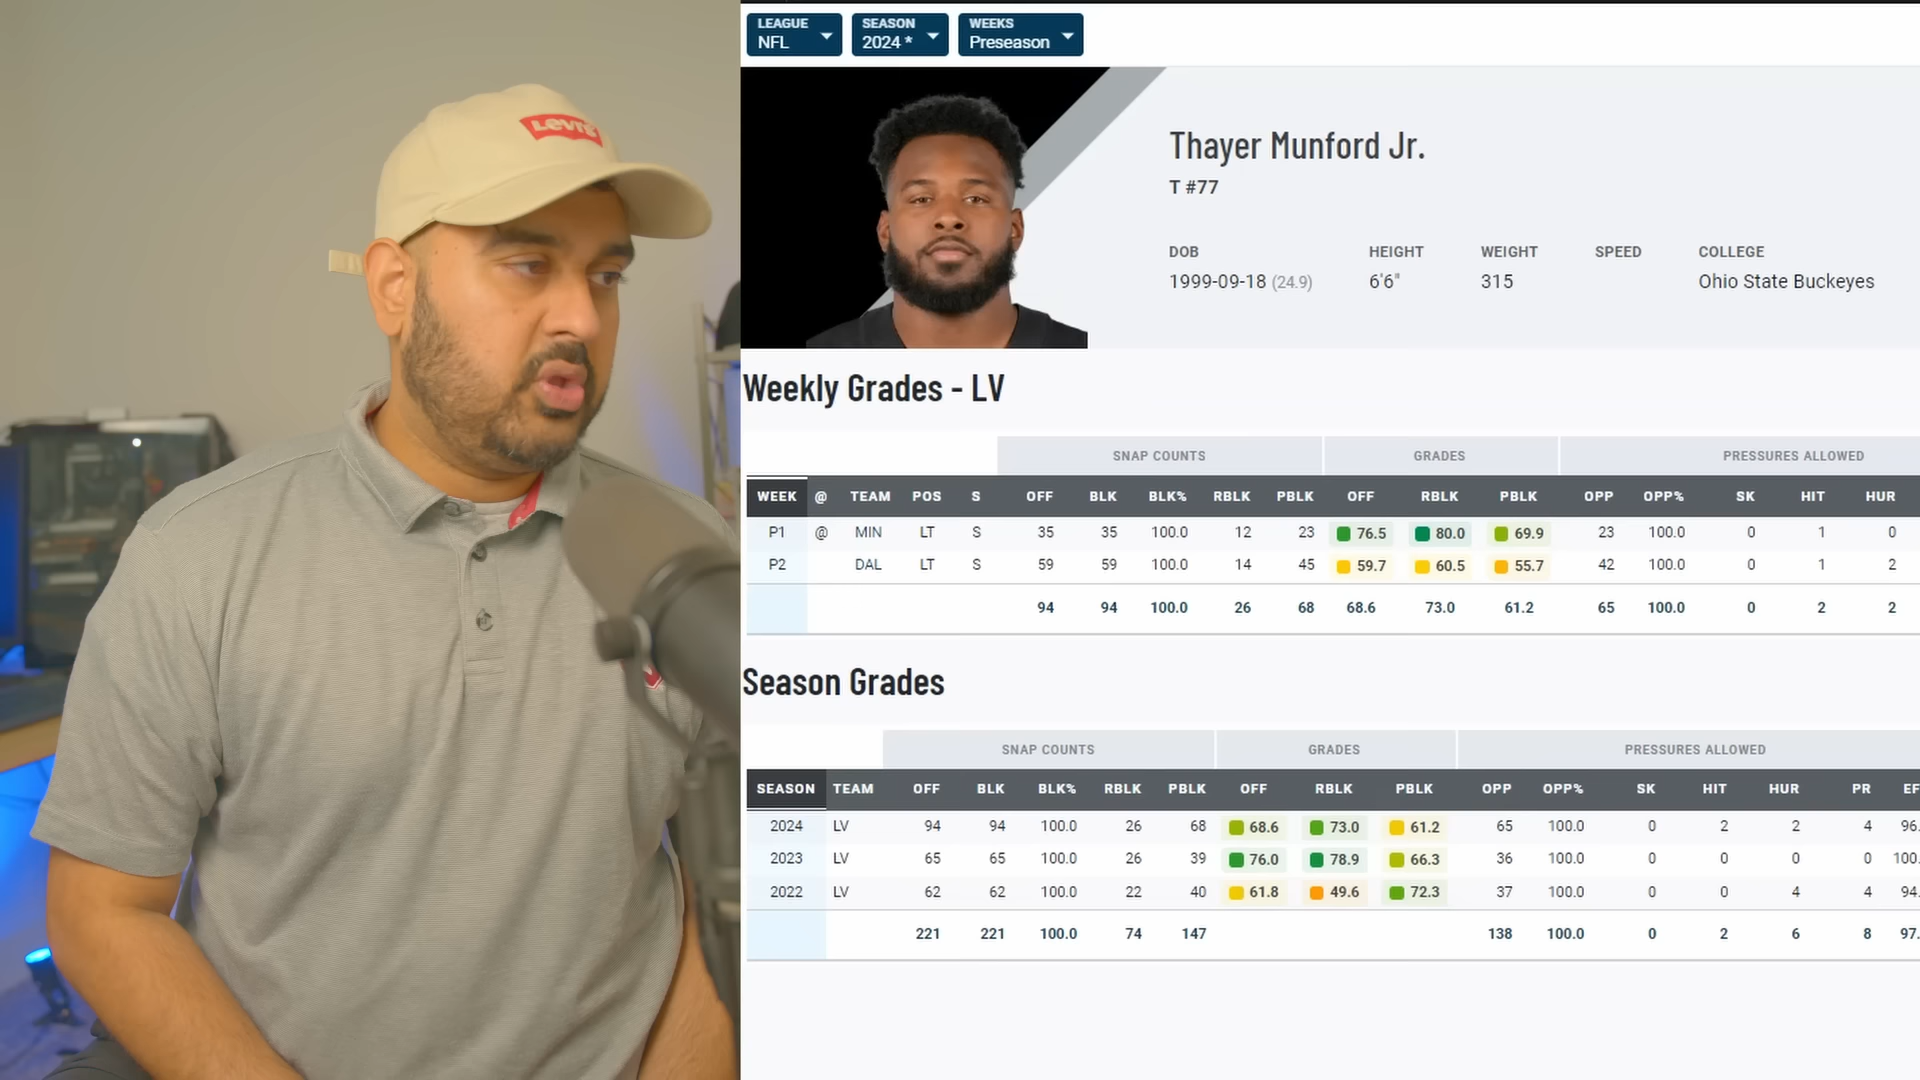 LEAGUE SEASON WEEKS
NFL 2024 * Preseason
Levi's
Thayer Munford Jr.
T #77
DOB HEIGHT WEIGHT SPEED COLLEGE
1999-09-18 (24.9) 6'6" 315 Ohio State Buckeyes
Weekly Grades - LV
SNAP COUNTS GRADES PRESSURES ALLOWED
WEEK @ TEAM POS S OFF BLK BLK% RBLK PBLK OFF RBLK PBLK OPP OPP% SK HIT HUR
P1 @ MIN LT S 35 35 100.0 12 23 76.5 80.0 69.9 23 100.0 0 1 0
P2 DAL LT S 59 59 100.0 14 45 59.7 60.5 55.7 42 100.0 0 1 2
94 94 100.0 26 68 68.6 73.0 61.2 65 100.0 0 2 2
Season Grades
SNAP COUNTS GRADES PRESSURES ALLOWED
SEASON TEAM OFF BLK BLK% RBLK PBLK OFF RBLK PBLK OPP OPP% SK HIT HUR PR EF
2024 LV 94 94 100.0 26 68 68.6 73.0 61.2 65 100.0 0 2 2 4 96.
2023 LV 65 65 100.0 26 39 76.0 78.9 66.3 36 100.0 0 0 0 0 100.
2022 LV 62 62 100.0 22 40 61.8 49.6 72.3 37 100.0 0 0 4 4 94.
221 221 100.0 74 147 138 100.0 0 2 6 8 97.